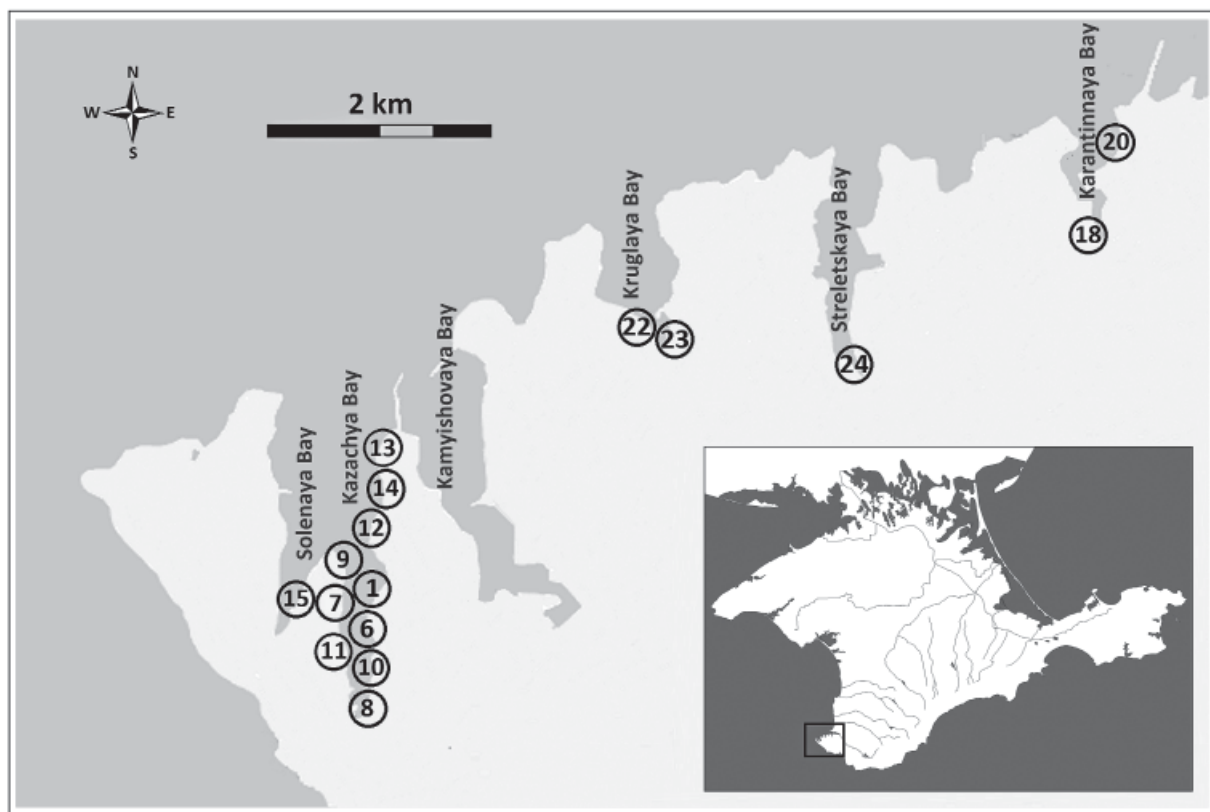 N
W E
S
2 km
Karantinnaya Bay
20
18
Streletskaya Bay
24
Kruglaya Bay
22
23
Kamyishovaya Bay
Kazachya Bay
Solenaya Bay
13
14
12
9
1
15
7
6
11
10
8